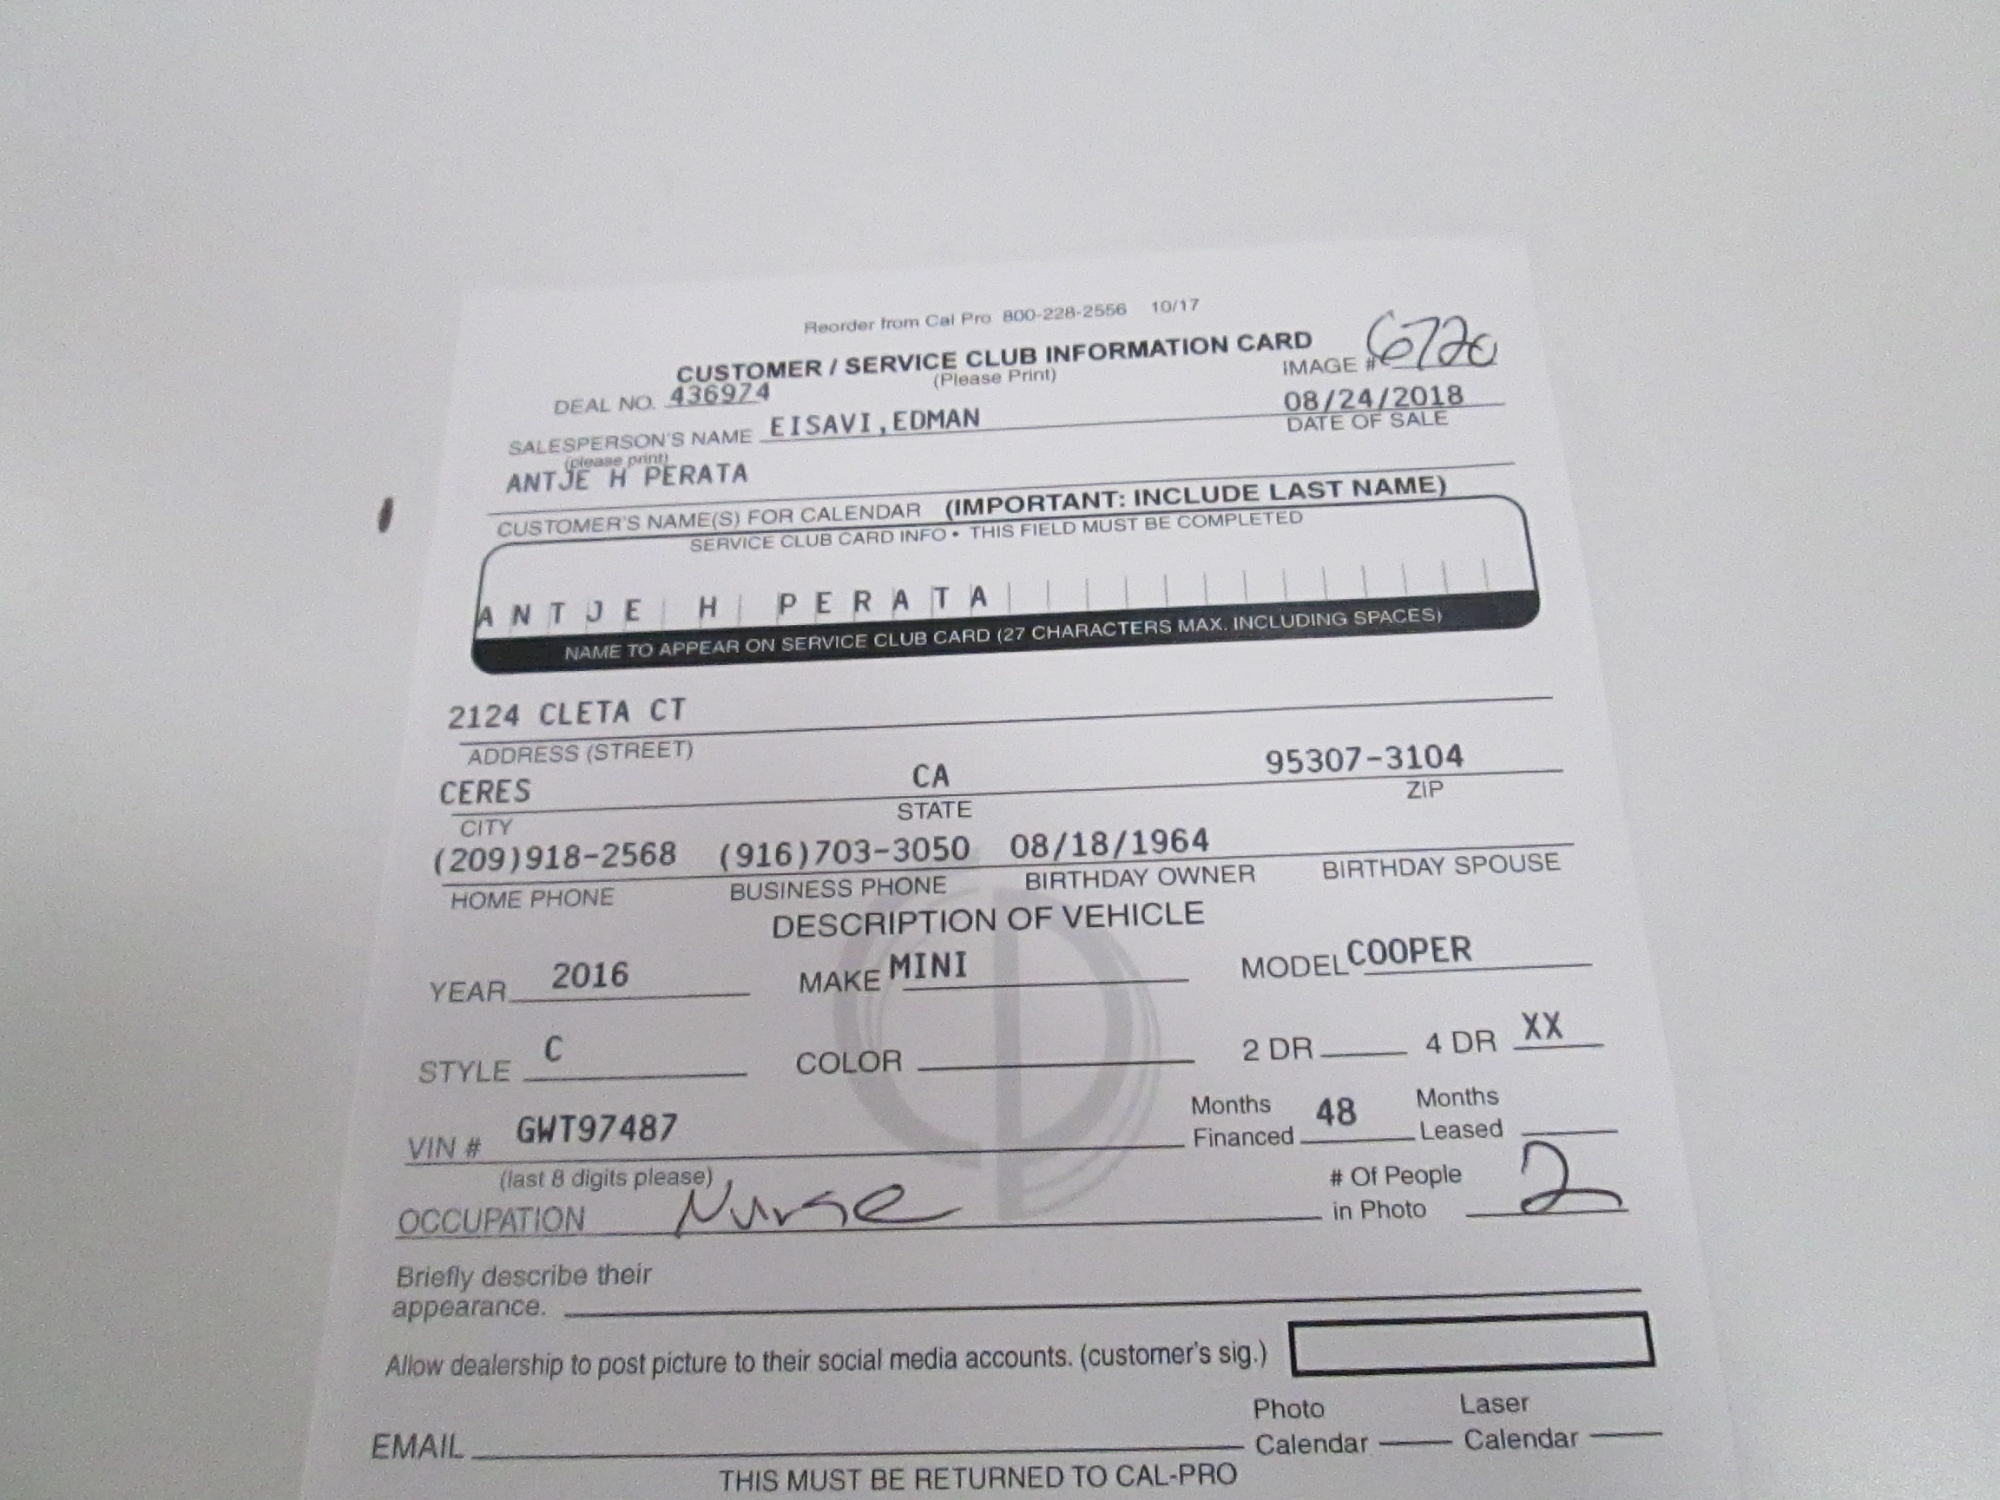 Reorder from Cal Pro 800-228-2556 10/17
CUSTOMER / SERVICE CLUB INFORMATION CARD
(Please Print)
IMAGE # 6720
DEAL NO. 436974
08/24/2018
SALESPERSON'S NAME EISAVI,EDMAN
DATE OF SALE
(please print)
ANTJE H PERATA
CUSTOMER'S NAME(S) FOR CALENDAR (IMPORTANT: INCLUDE LAST NAME)
SERVICE CLUB CARD INFO • THIS FIELD MUST BE COMPLETED
ANTJE H PERATA
NAME TO APPEAR ON SERVICE CLUB CARD (27 CHARACTERS MAX. INCLUDING SPACES)
2124 CLETA CT
ADDRESS (STREET)
CERES CA 95307-3104
CITY STATE ZIP
(209)918-2568 (916)703-3050 08/18/1964
HOME PHONE BUSINESS PHONE BIRTHDAY OWNER BIRTHDAY SPOUSE
DESCRIPTION OF VEHICLE
YEAR 2016 MAKE MINI MODEL COOPER
STYLE C COLOR 2 DR 4 DR XX
VIN # GWT97487 Months Financed 48 Months Leased
(last 8 digits please)
OCCUPATION Nurse # Of People in Photo 2
Briefly describe their
appearance.
Allow dealership to post picture to their social media accounts. (customer's sig.)
EMAIL Photo Calendar Laser Calendar
THIS MUST BE RETURNED TO CAL-PRO